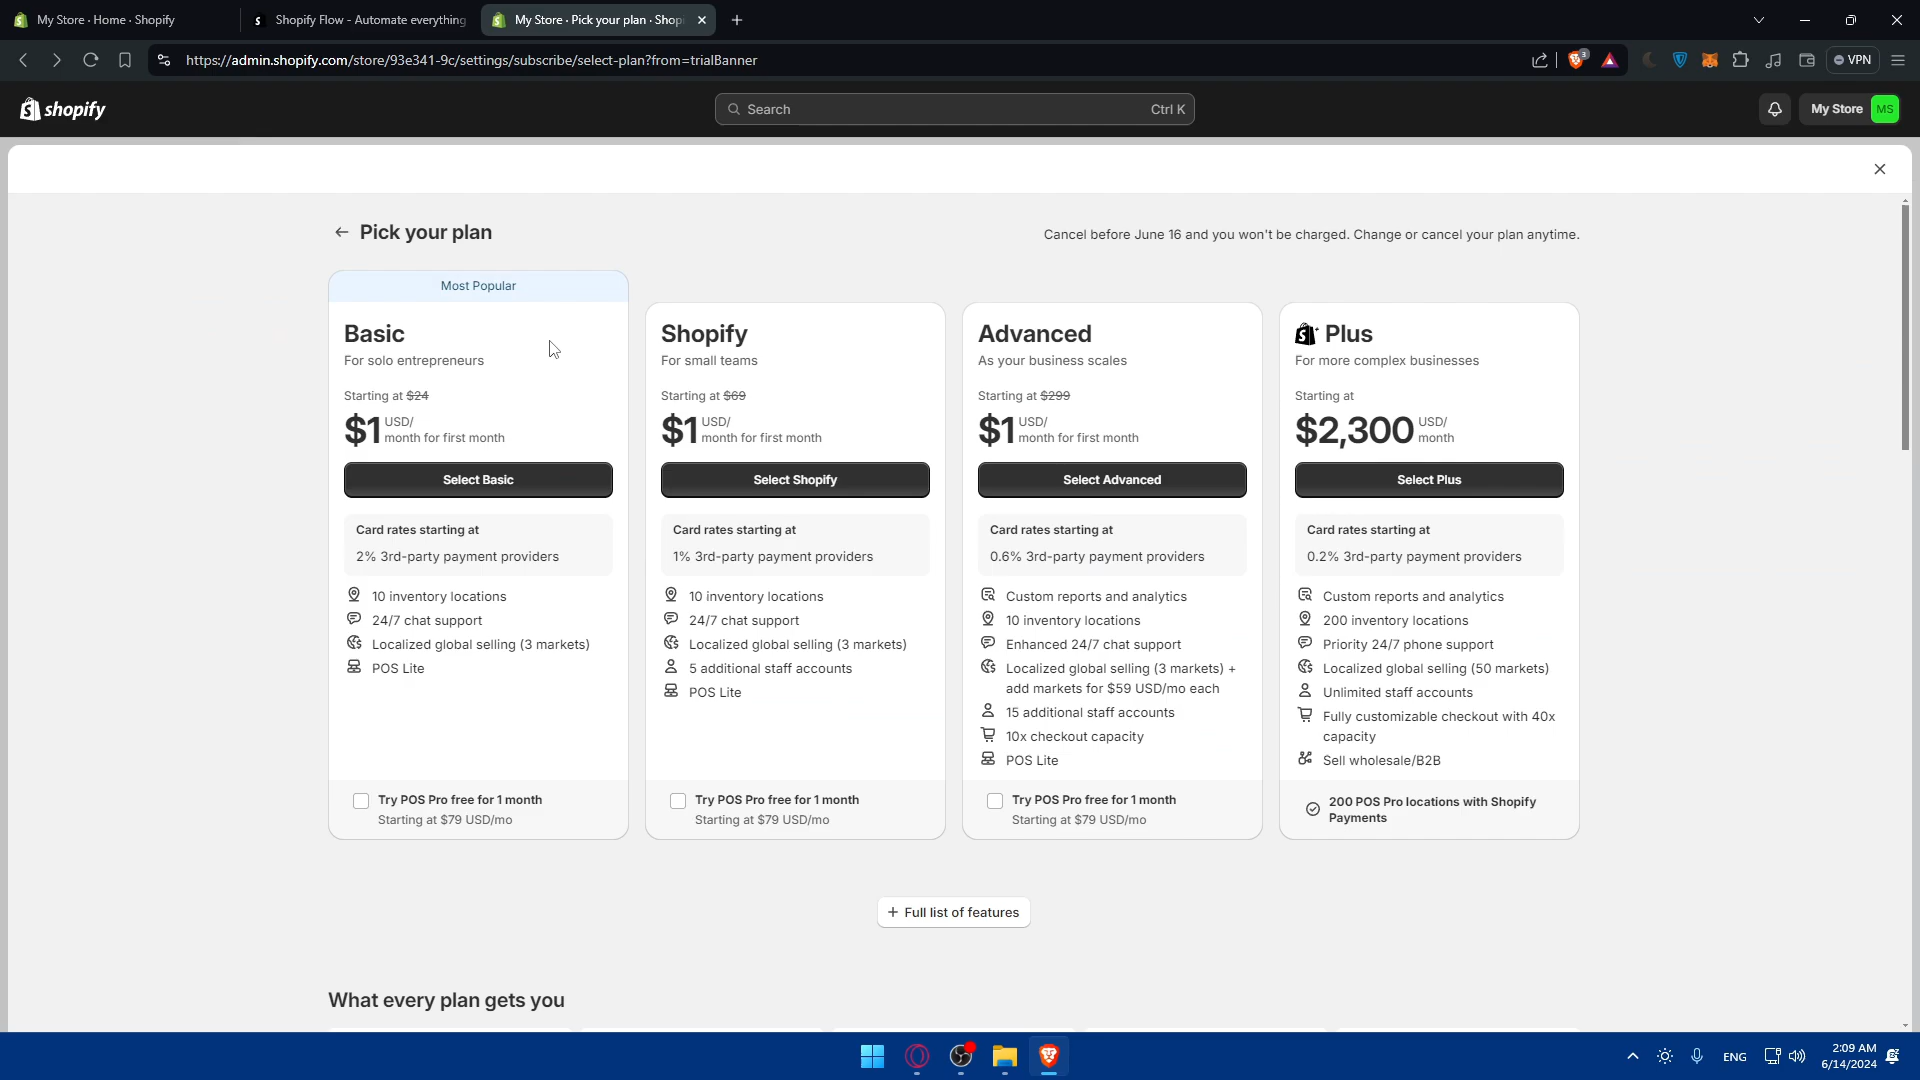 My Store · Home · Shopify
Shopify Flow - Automate everything
My Store · Pick your plan · Shop
https://admin.shopify.com/store/93e341-9c/settings/subscribe/select-plan?from=trialBanner
3
VPN
shopify
Search
Ctrl K
My Store
MS
Pick your plan
Cancel before June 16 and you won't be charged. Change or cancel your plan anytime.
Most Popular
Basic
For solo entrepreneurs
Starting at $24
$1 USD/
month for first month
Select Basic
Card rates starting at
2% 3rd-party payment providers
10 inventory locations
24/7 chat support
Localized global selling (3 markets)
POS Lite
Try POS Pro free for 1 month
Starting at $79 USD/mo
Shopify
For small teams
Starting at $69
$1 USD/
month for first month
Select Shopify
Card rates starting at
1% 3rd-party payment providers
10 inventory locations
24/7 chat support
Localized global selling (3 markets)
5 additional staff accounts
POS Lite
Try POS Pro free for 1 month
Starting at $79 USD/mo
Advanced
As your business scales
Starting at $299
$1 USD/
month for first month
Select Advanced
Card rates starting at
0.6% 3rd-party payment providers
Custom reports and analytics
10 inventory locations
Enhanced 24/7 chat support
Localized global selling (3 markets) +
add markets for $59 USD/mo each
15 additional staff accounts
10x checkout capacity
POS Lite
Try POS Pro free for 1 month
Starting at $79 USD/mo
Plus
For more complex businesses
Starting at
$2,300 USD/
month
Select Plus
Card rates starting at
0.2% 3rd-party payment providers
Custom reports and analytics
200 inventory locations
Priority 24/7 phone support
Localized global selling (50 markets)
Unlimited staff accounts
Fully customizable checkout with 40x
capacity
Sell wholesale/B2B
200 POS Pro locations with Shopify
Payments
+ Full list of features
What every plan gets you
ENG
2:09 AM
6/14/2024